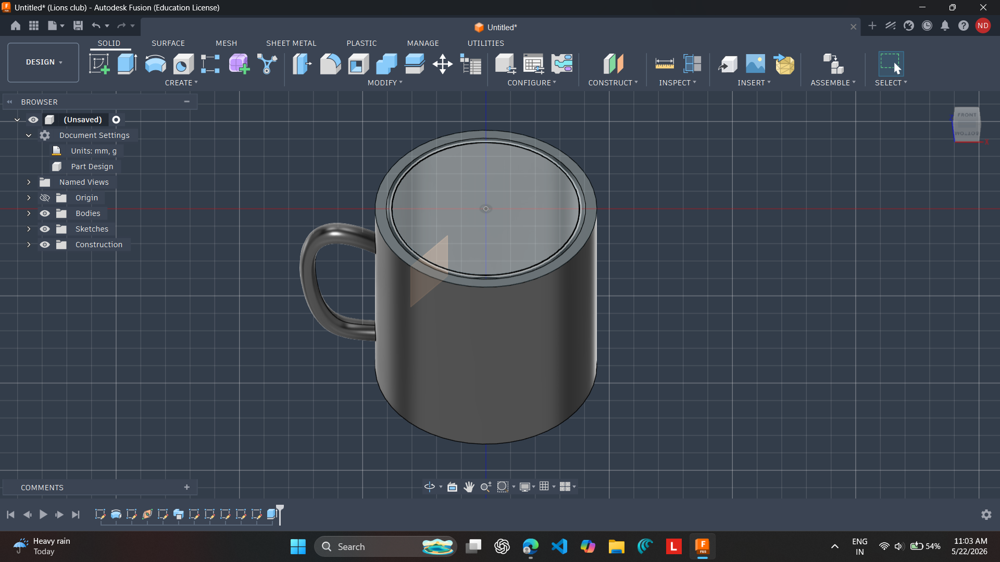 Untitled* (Lions club) - Autodesk Fusion (Education License)
Untitled*
ND
DESIGN
SOLID
SURFACE
MESH
SHEET METAL
PLASTIC
MANAGE
UTILITIES
CREATE
MODIFY
CONFIGURE
CONSTRUCT
INSPECT
INSERT
ASSEMBLE
SELECT
BROWSER
(Unsaved)
Document Settings
Units: mm, g
Part Design
Named Views
Origin
Bodies
Sketches
Construction
FRONT
BOTTOM
X
COMMENTS
Heavy rain
Today
Search
L
F
FUS
ENG
IN
54%
11:03 AM
5/22/2026